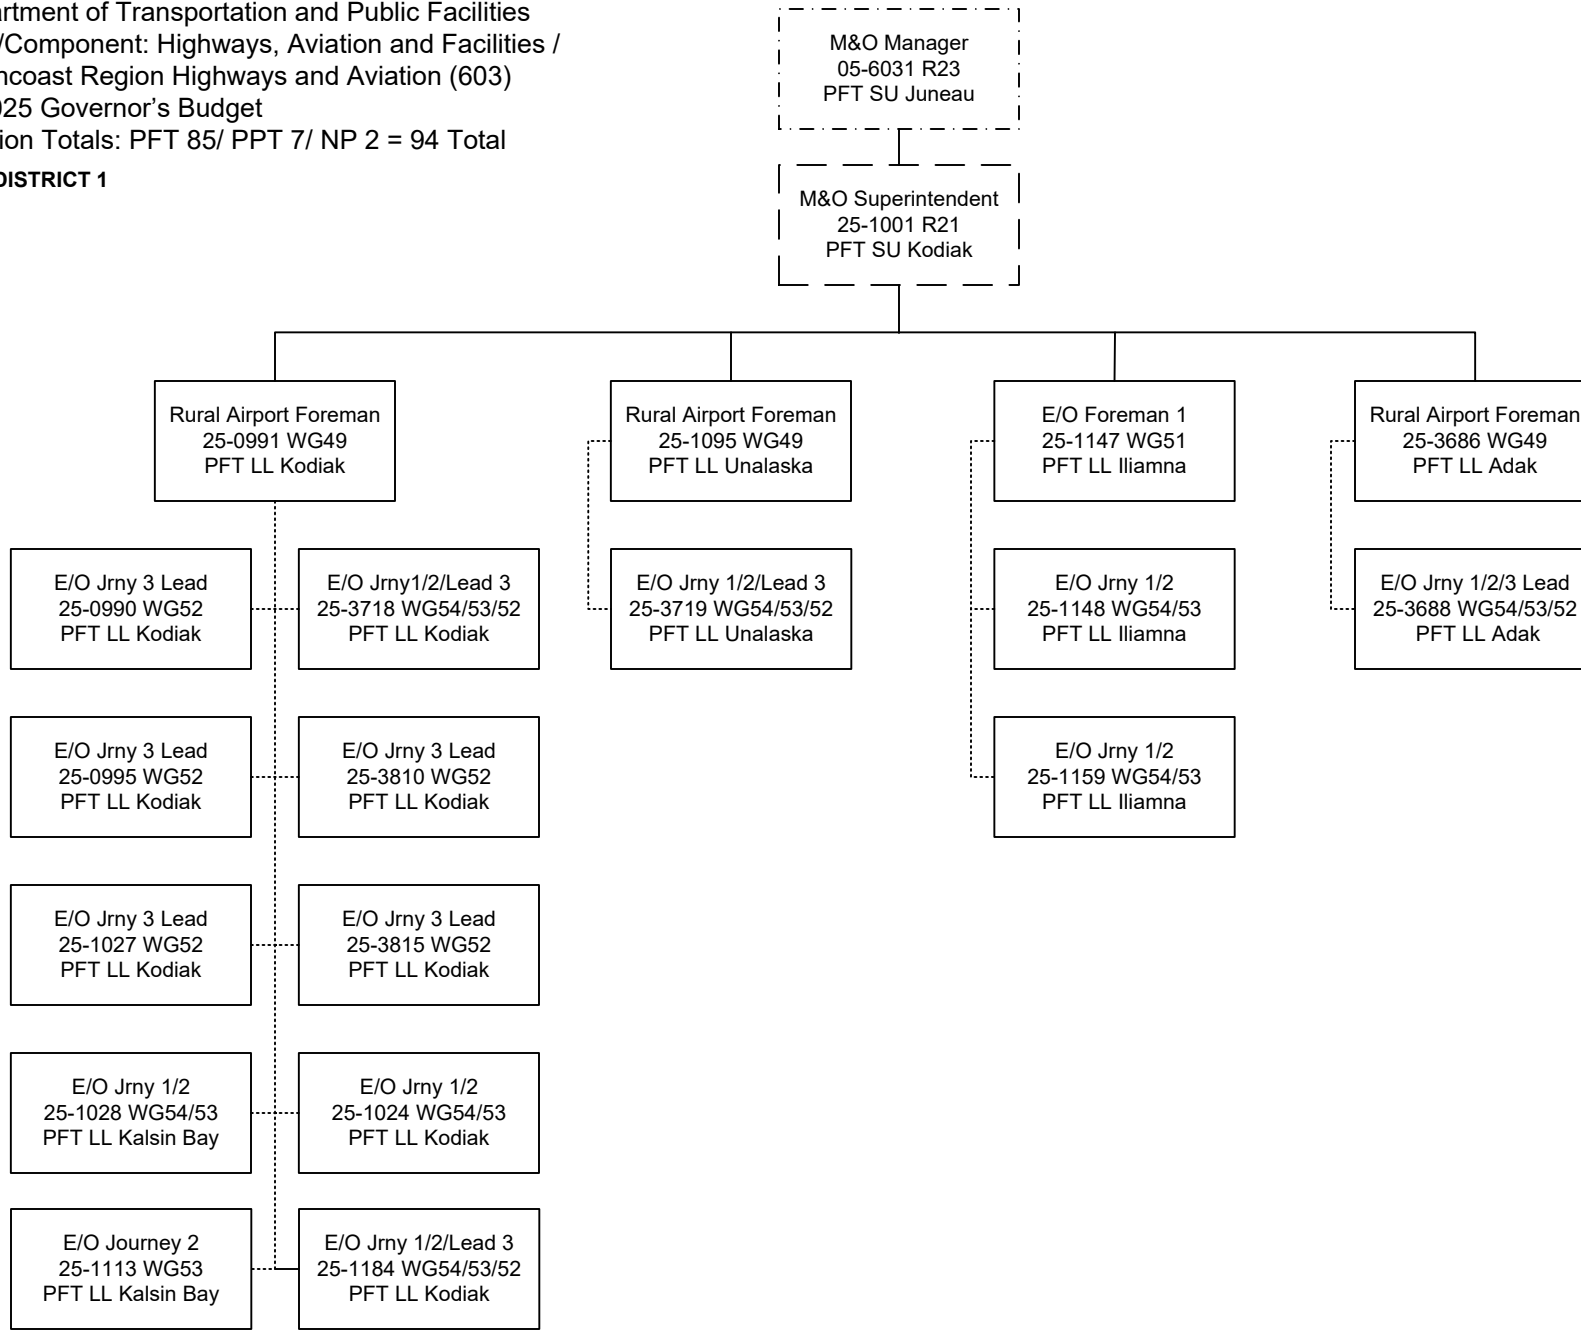 artment of Transportation and Public Facilities
/Component: Highways, Aviation and Facilities /
ncoast Region Highways and Aviation (603)
025 Governor’s Budget
ion Totals: PFT 85/ PPT 7/ NP 2 = 94 Total
DISTRICT 1
M&O Manager
05-6031 R23
PFT SU Juneau
M&O Superintendent
25-1001 R21
PFT SU Kodiak
Rural Airport Foreman
25-0991 WG49
PFT LL Kodiak
Rural Airport Foreman
25-1095 WG49
PFT LL Unalaska
E/O Foreman 1
25-1147 WG51
PFT LL Iliamna
Rural Airport Foreman
25-3686 WG49
PFT LL Adak
E/O Jrny 3 Lead
25-0990 WG52
PFT LL Kodiak
E/O Jrny1/2/Lead 3
25-3718 WG54/53/52
PFT LL Kodiak
E/O Jrny 1/2/Lead 3
25-3719 WG54/53/52
PFT LL Unalaska
E/O Jrny 1/2
25-1148 WG54/53
PFT LL Iliamna
E/O Jrny 1/2/3 Lead
25-3688 WG54/53/52
PFT LL Adak
E/O Jrny 3 Lead
25-0995 WG52
PFT LL Kodiak
E/O Jrny 3 Lead
25-3810 WG52
PFT LL Kodiak
E/O Jrny 1/2
25-1159 WG54/53
PFT LL Iliamna
E/O Jrny 3 Lead
25-1027 WG52
PFT LL Kodiak
E/O Jrny 3 Lead
25-3815 WG52
PFT LL Kodiak
E/O Jrny 1/2
25-1028 WG54/53
PFT LL Kalsin Bay
E/O Jrny 1/2
25-1024 WG54/53
PFT LL Kodiak
E/O Journey 2
25-1113 WG53
PFT LL Kalsin Bay
E/O Jrny 1/2/Lead 3
25-1184 WG54/53/52
PFT LL Kodiak